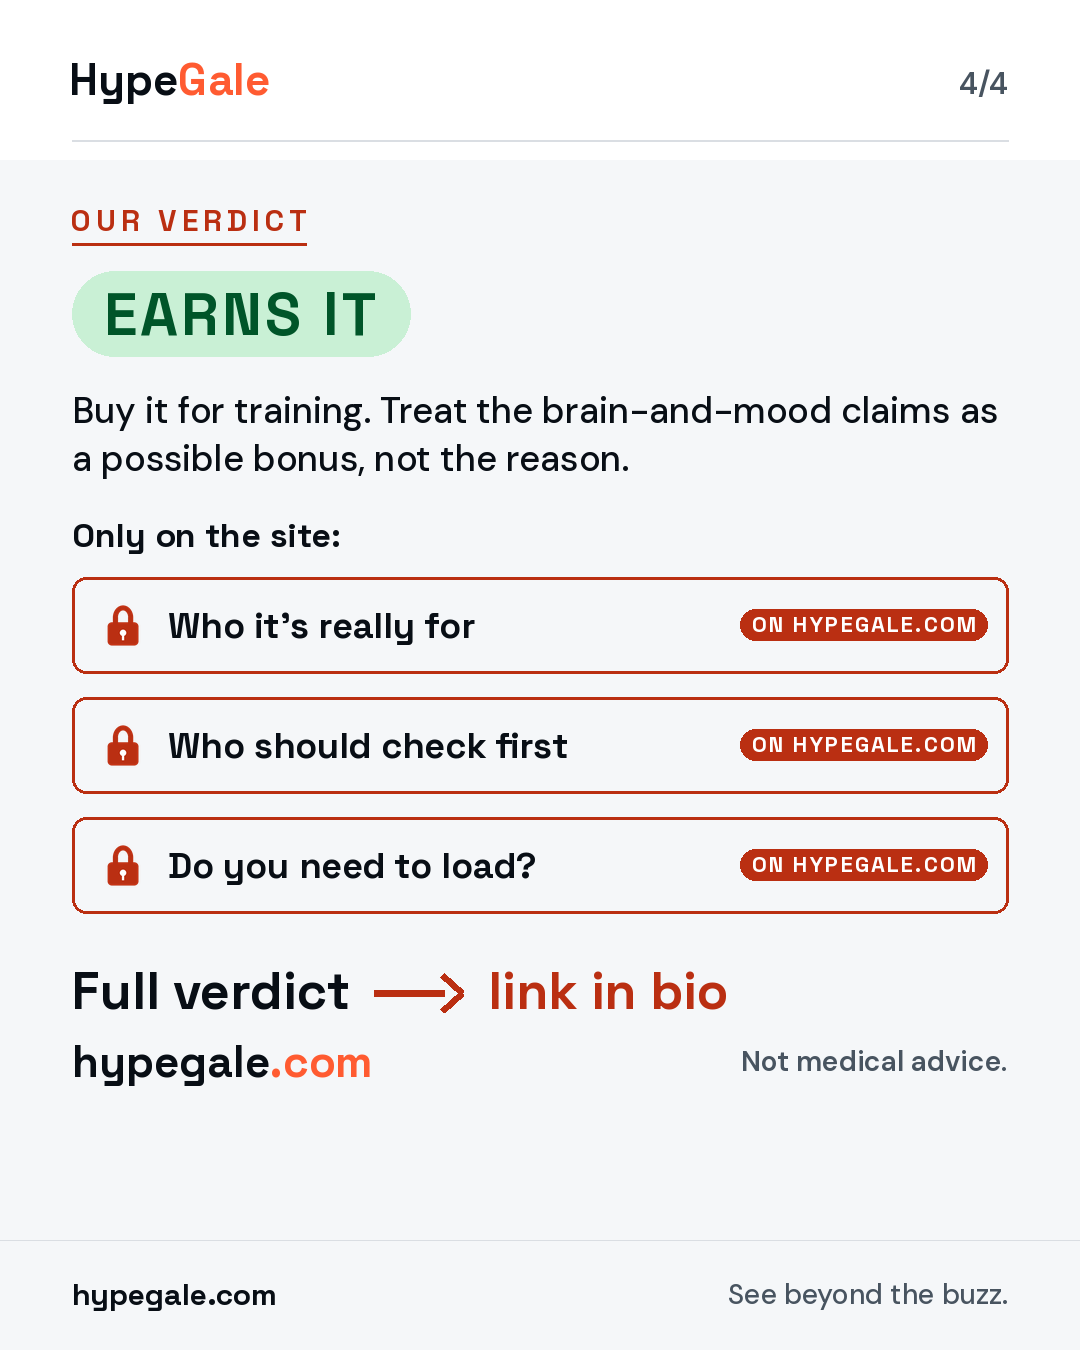 HypeGale
4/4
OUR VERDICT
EARNS IT
Buy it for training. Treat the brain-and-mood claims as
a possible bonus, not the reason.
Only on the site:
Who it’s really for
ON HYPEGALE.COM
Who should check first
ON HYPEGALE.COM
Do you need to load?
ON HYPEGALE.COM
Full verdict → link in bio
hypegale.com
Not medical advice.
hypegale.com
See beyond the buzz.